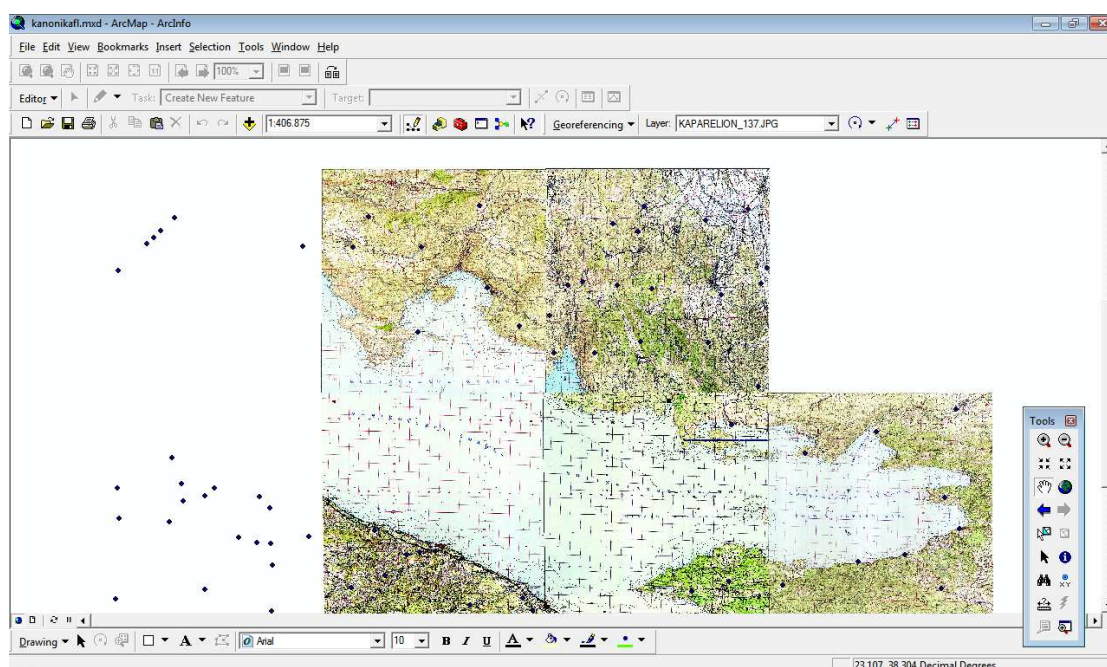 kanonikafl.mxd - ArcMap - ArcInfo
File Edit View Bookmarks Insert Selection Tools Window Help
100%
Editor Task: Create New Feature Target:
1:406.875 Georeferencing Layer: KAPARELION_137.JPG
Tools
XY
Drawing A Arial 10 B I U A
23,107 38,304 Decimal Degrees